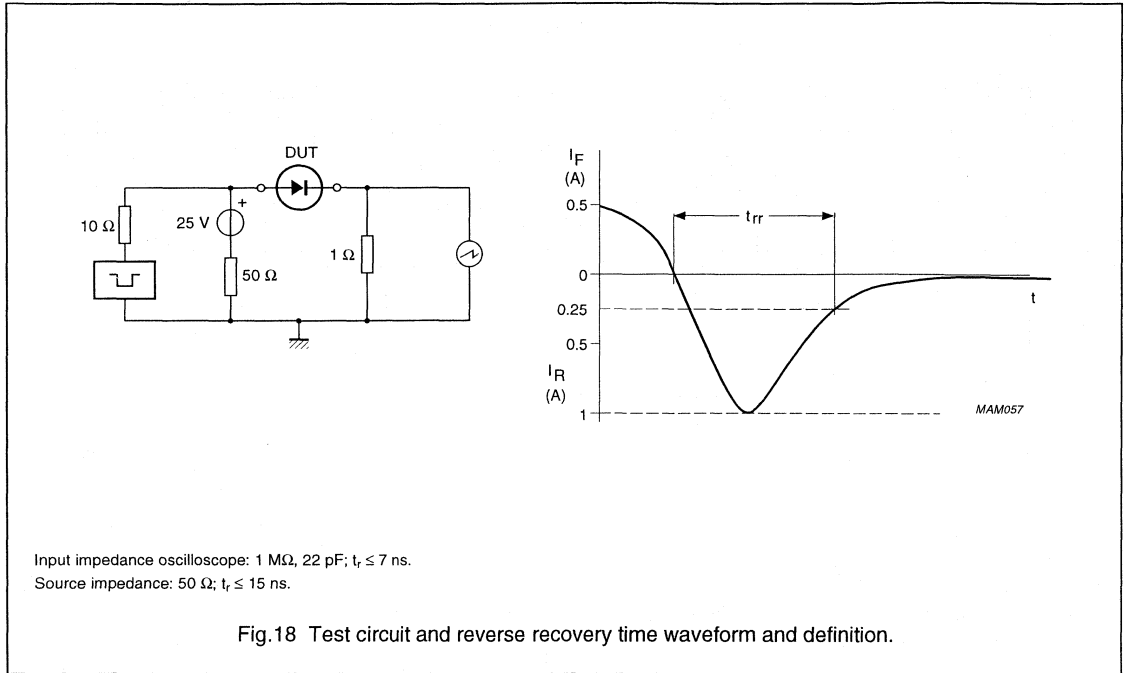 DUT
+
10 Ω
25 V
50 Ω
1 Ω
I_F
(A)
0.5
t_rr
0
t
0.25
0.5
I_R
(A)
1
MAM057
Input impedance oscilloscope: 1 MΩ, 22 pF; t_r ≤ 7 ns.
Source impedance: 50 Ω; t_r ≤ 15 ns.
Fig.18 Test circuit and reverse recovery time waveform and definition.